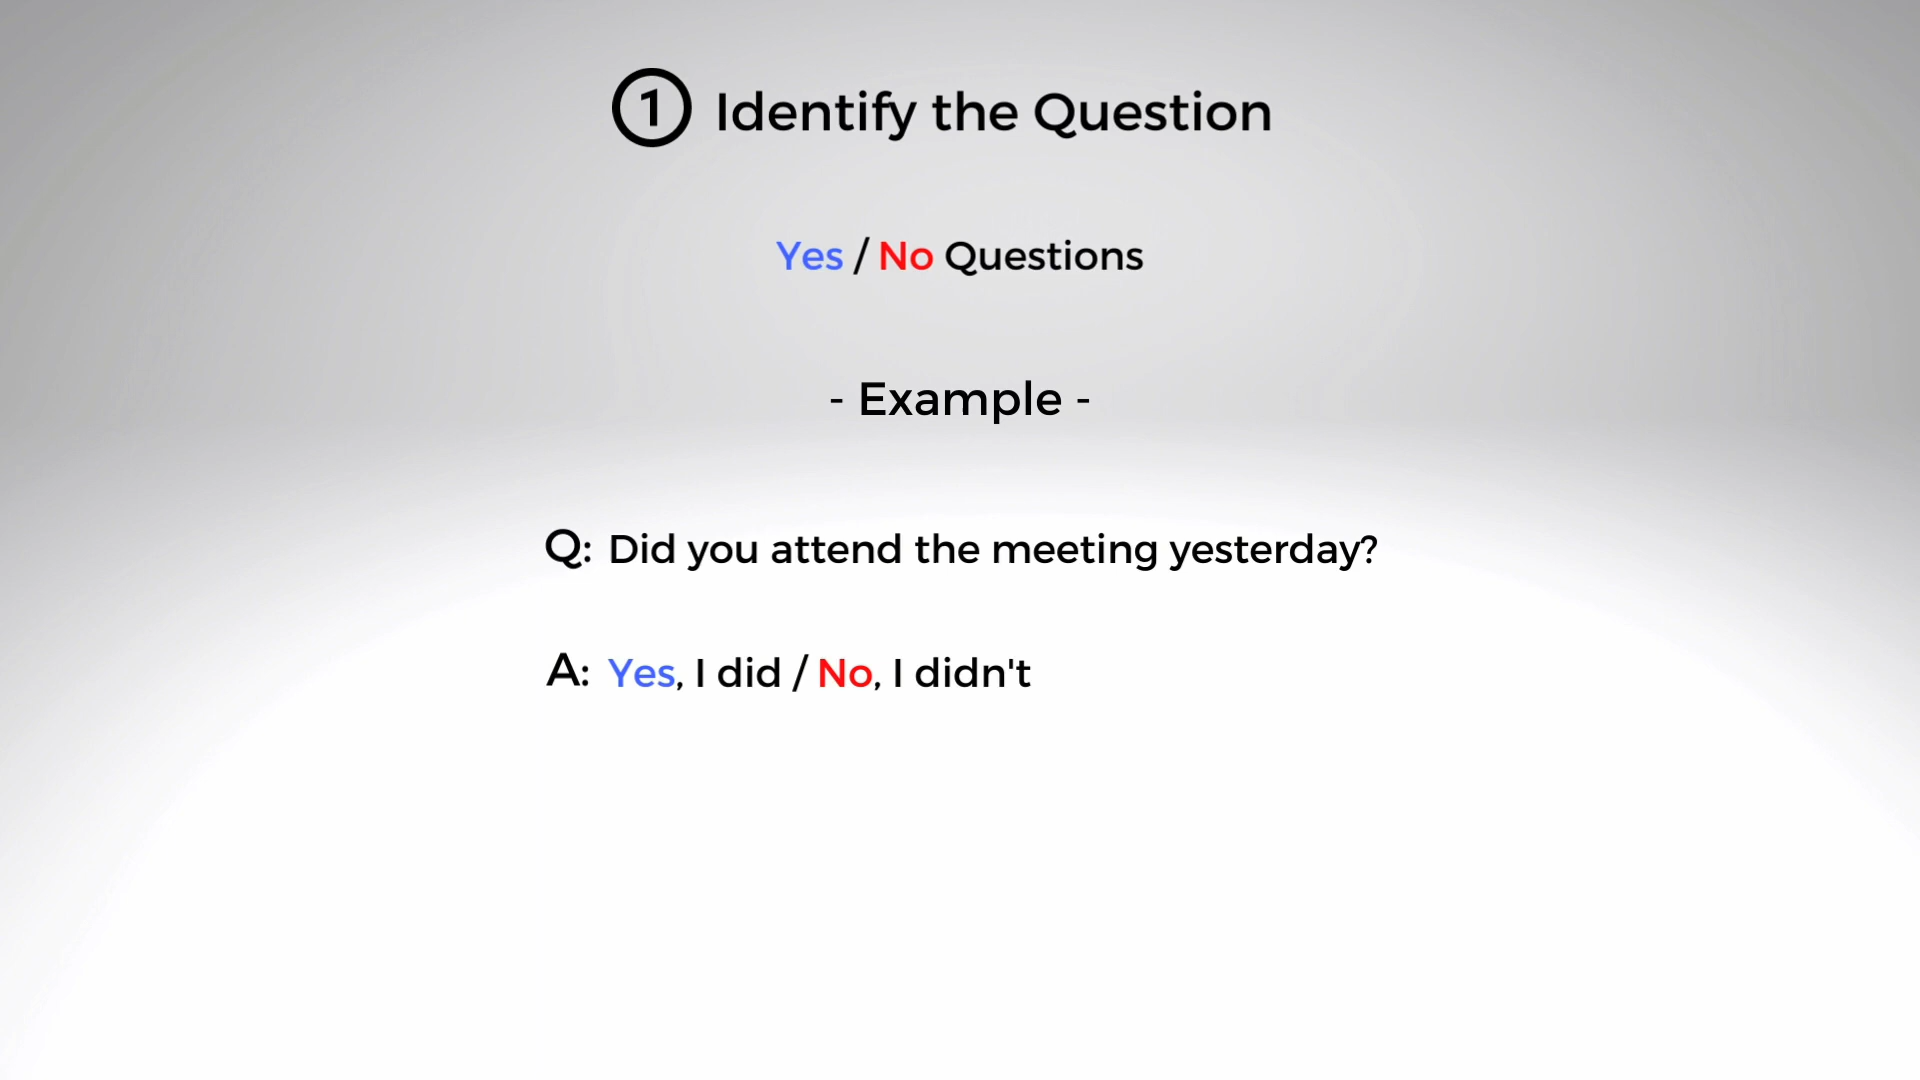 1 Identify the Question
Yes / No Questions
- Example -
Q: Did you attend the meeting yesterday?
A: Yes, I did / No, I didn't